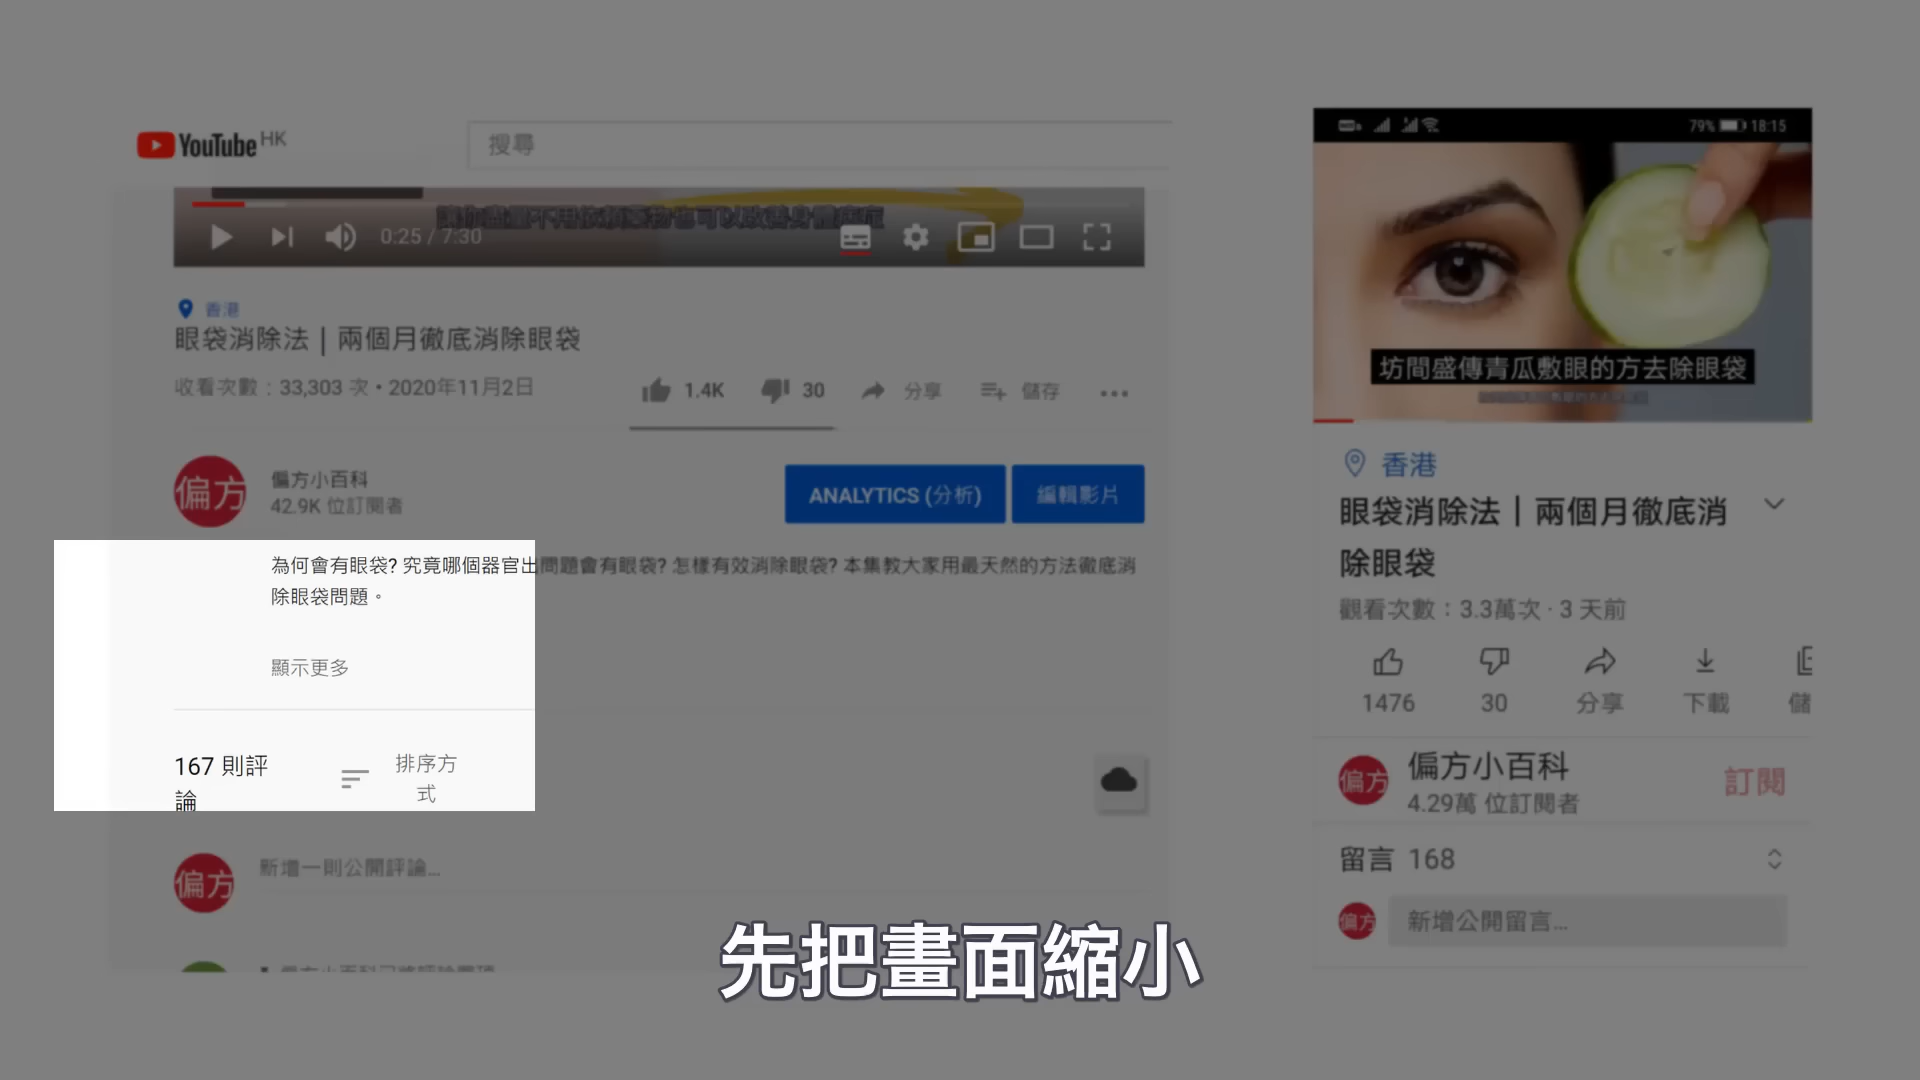 YouTube HK
搜尋
0:25 / 7:30
香港
眼袋消除法 | 兩個月徹底消除眼袋
收看次數：33,303 次 • 2020年11月2日
1.4K
30
分享
儲存
偏方
偏方小百科
42.9K 位訂閱者
ANALYTICS (分析)
編輯影片
為何會有眼袋? 究竟哪個器官出問題會有眼袋? 怎樣有效消除眼袋? 本集教大家用最天然的方法徹底消
除眼袋問題。
顯示更多
167 則評
論
排序方
式
偏方
新增一則公開評論...
79% 18:15
坊間盛傳青瓜敷眼的方去除眼袋
香港
眼袋消除法 | 兩個月徹底消
除眼袋
觀看次數：3.3萬次 · 3 天前
1476
30
分享
下載
儲
偏方
偏方小百科
4.29萬 位訂閱者
訂閱
留言 168
偏方
新增公開留言...
先把畫面縮小